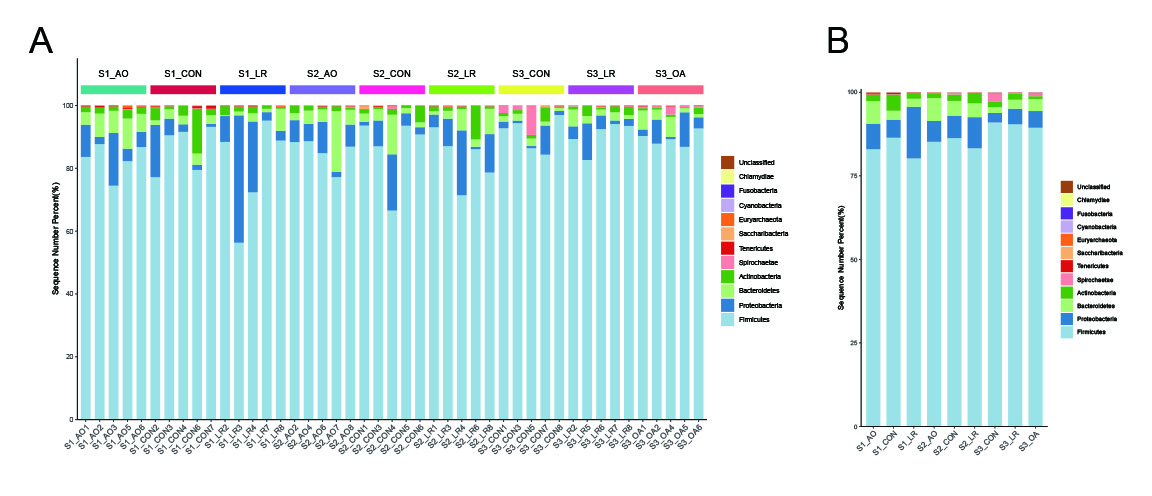 A
B
S1_AO S1_CON S1_LR S2_AO S2_CON S2_LR S3_CON S3_LR S3_OA
Sequence Number Percent(%)
100
80
60
40
20
0
S1_AO1 S1_AO2 S1_AO3 S1_AO5 S1_AO6 S1_CON2 S1_CON3 S1_CON4 S1_CON6 S1_CON7 S1_LR2 S1_LR3 S1_LR4 S1_LR7 S1_LR8 S2_AO2 S2_AO4 S2_AO6 S2_AO7 S2_AO8 S2_CON1 S2_CON3 S2_CON4 S2_CON5 S2_CON6 S2_LR1 S2_LR3 S2_LR4 S2_LR6 S2_LR8 S3_CON1 S3_CON3 S3_CON5 S3_CON7 S3_CON8 S3_LR2 S3_LR5 S3_LR6 S3_LR7 S3_LR8 S3_OA1 S3_OA2 S3_OA4 S3_OA5 S3_OA6
Unclassified
Chlamydiae
Fusobacteria
Cyanobacteria
Euryarchaeota
Saccharibacteria
Tenericutes
Spirochaetae
Actinobacteria
Bacteroidetes
Proteobacteria
Firmicutes
Sequence Number Percent(%)
100
75
50
25
0
S1_AO S1_CON S1_LR S2_AO S2_CON S2_LR S3_CON S3_LR S3_OA
Unclassified
Chlamydiae
Fusobacteria
Cyanobacteria
Euryarchaeota
Saccharibacteria
Tenericutes
Spirochaetae
Actinobacteria
Bacteroidetes
Proteobacteria
Firmicutes